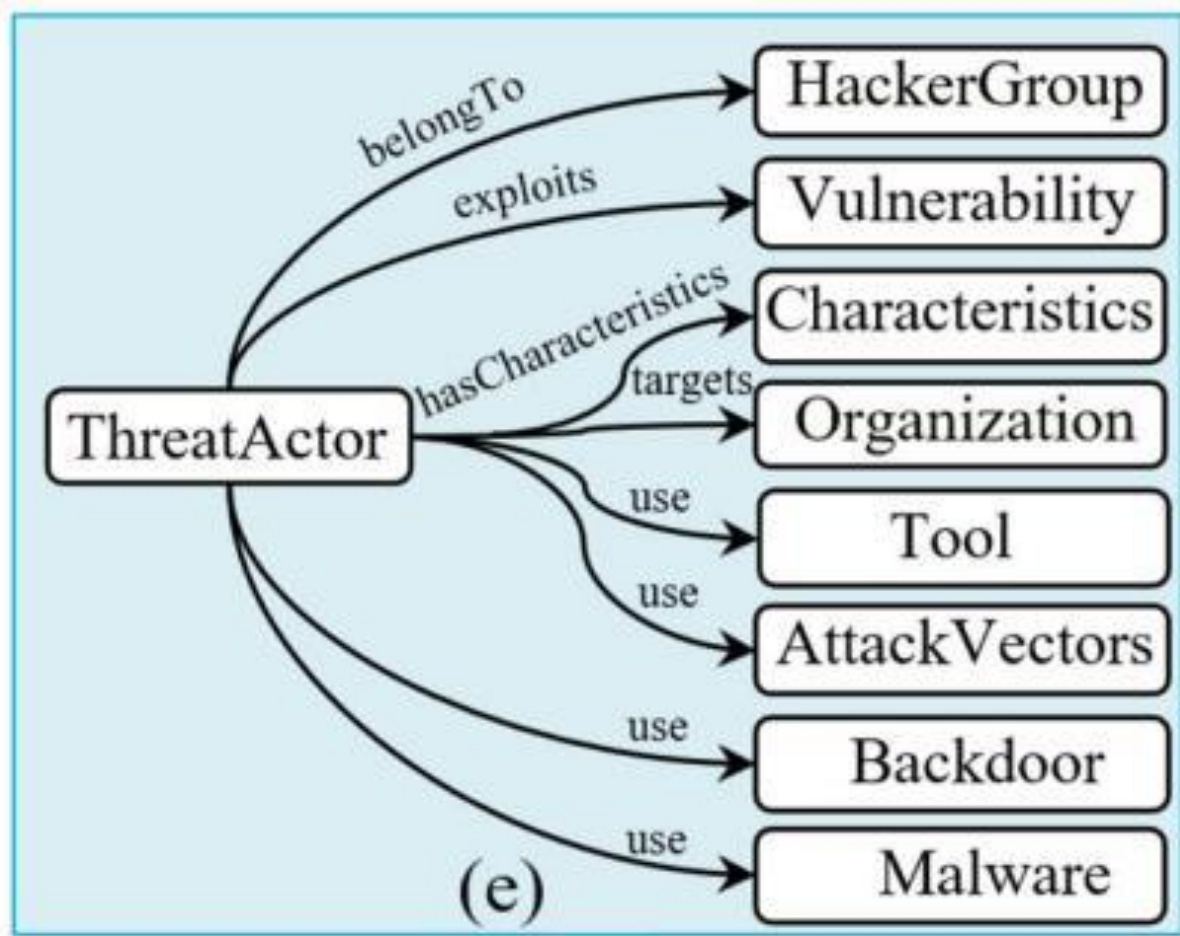 belongTo
HackerGroup
exploits
Vulnerability
hasCharacteristics
Characteristics
targets
Organization
ThreatActor
use
Tool
use
AttackVectors
use
Backdoor
use
Malware
(e)